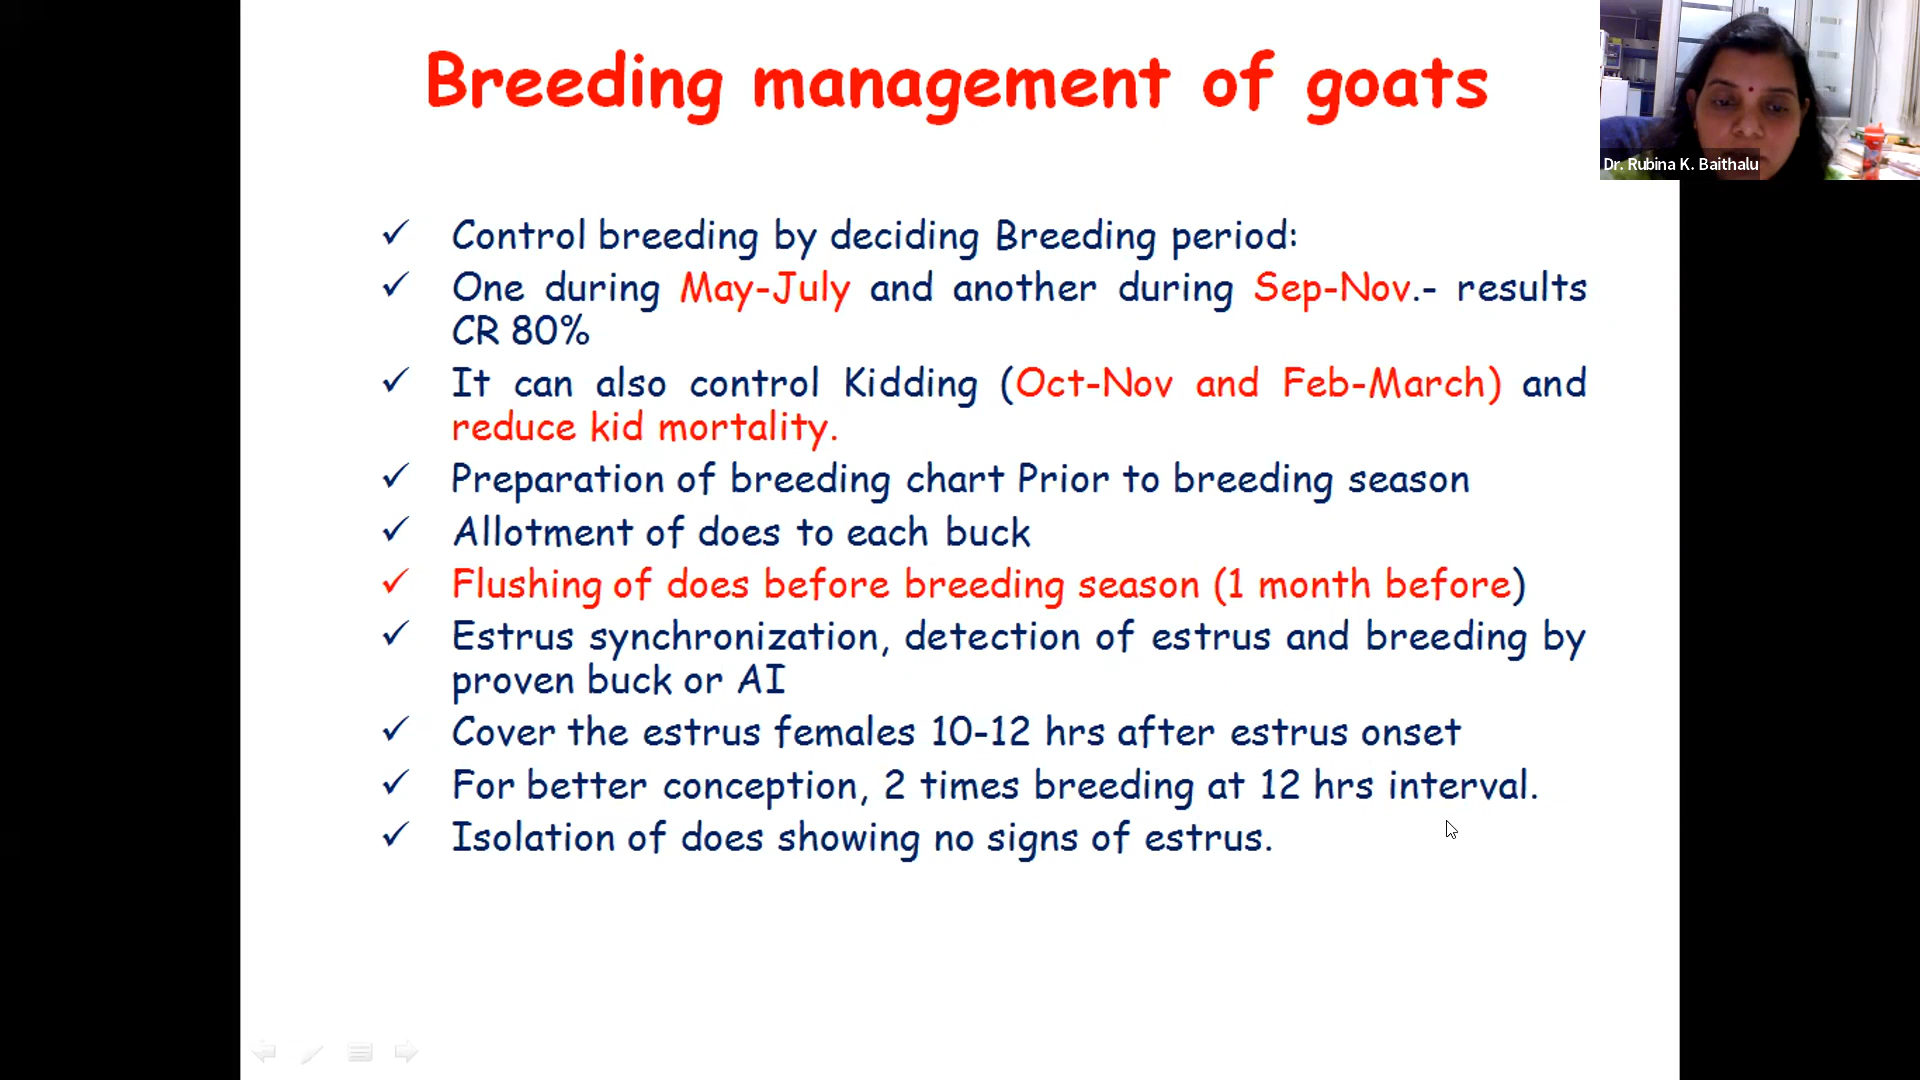 Breeding management of goats
Dr. Rubina K. Baithalu
✓ Control breeding by deciding Breeding period:
✓ One during May-July and another during Sep-Nov.- results
CR 80%
✓ It can also control Kidding (Oct-Nov and Feb-March) and
reduce kid mortality.
✓ Preparation of breeding chart Prior to breeding season
✓ Allotment of does to each buck
✓ Flushing of does before breeding season (1 month before)
✓ Estrus synchronization, detection of estrus and breeding by
proven buck or AI
✓ Cover the estrus females 10-12 hrs after estrus onset
✓ For better conception, 2 times breeding at 12 hrs interval.
✓ Isolation of does showing no signs of estrus.